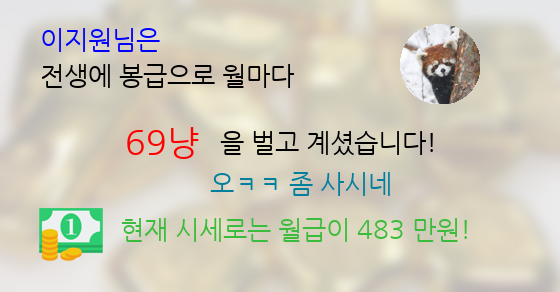 이지원님은
전생에 봉급으로 월마다
69냥 을 벌고 계셨습니다!
오ㅋㅋ 좀 사시네
1
현재 시세로는 월급이 483 만원!